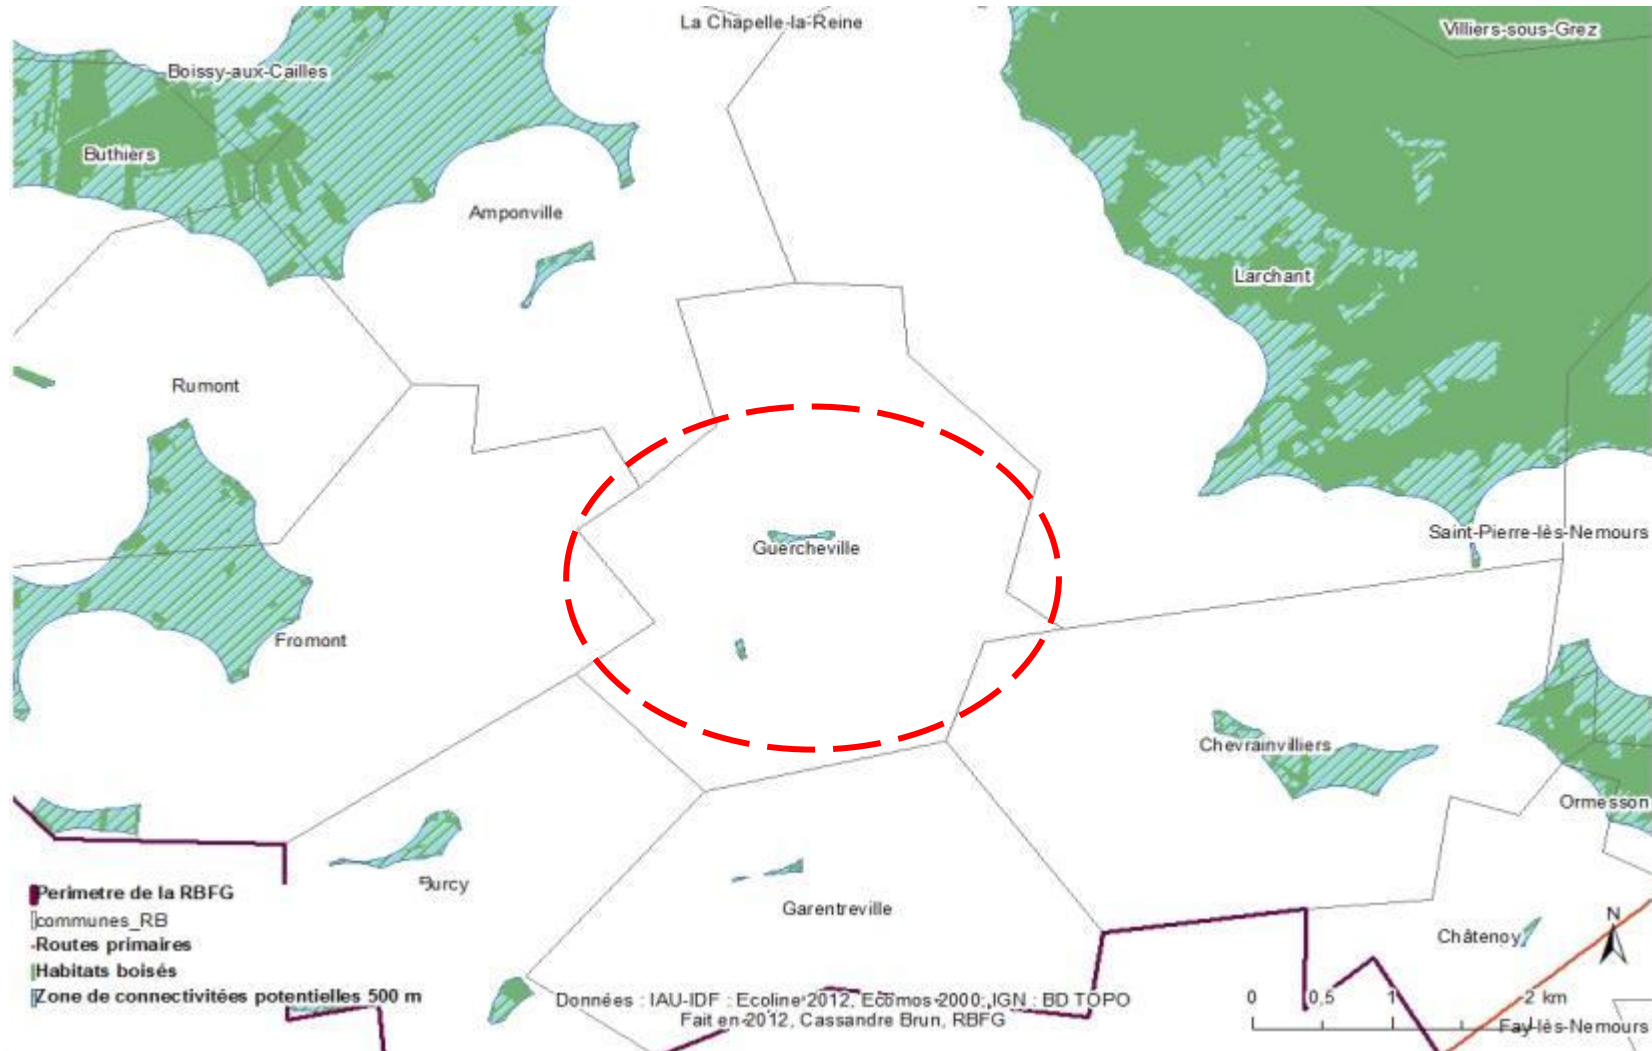 La Chapelle-la-Reine
Villiers-sous-Grez
Boissy-aux-Cailles
Buthiers
Amponville
Larchant
Rumont
Saint-Pierre-lès-Nemours
Guercheville
Fromont
Chevrainvilliers
Ormesson
Burcy
Garentreville
Châtenoy
N
Perimetre de la RBFG
communes_RB
Routes primaires
Habitats boisés
Zone de connectivitées potentielles 500 m
Données : IAU-IDF : Ecoline 2012, Ecomos 2000, IGN : BD TOPO
Fait en 2012, Cassandre Brun, RBFG
0 0,5 1 2 km
Fay-lès-Nemours